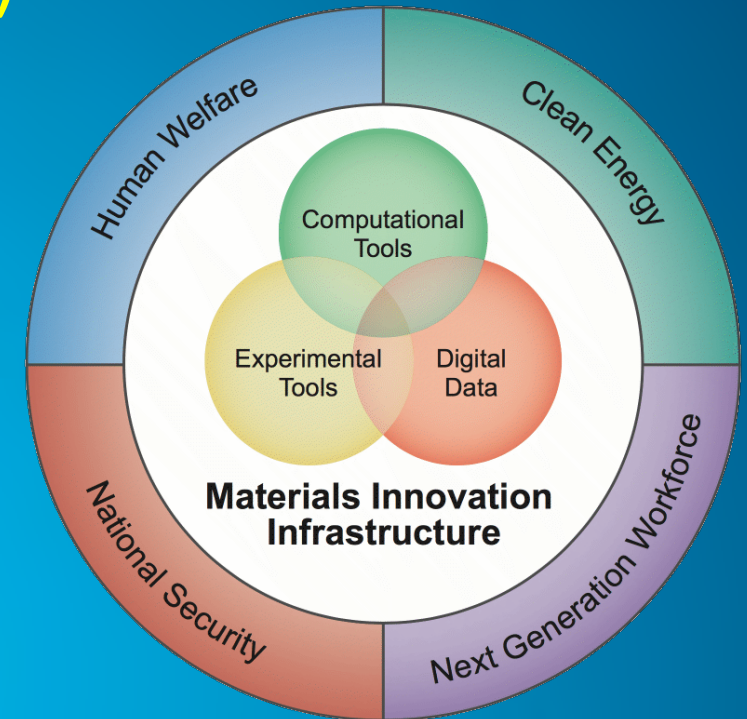 Human Welfare
Clean Energy
Computational
Tools
Experimental
Tools
Digital
Data
Materials Innovation
Infrastructure
National Security
Next Generation Workforce